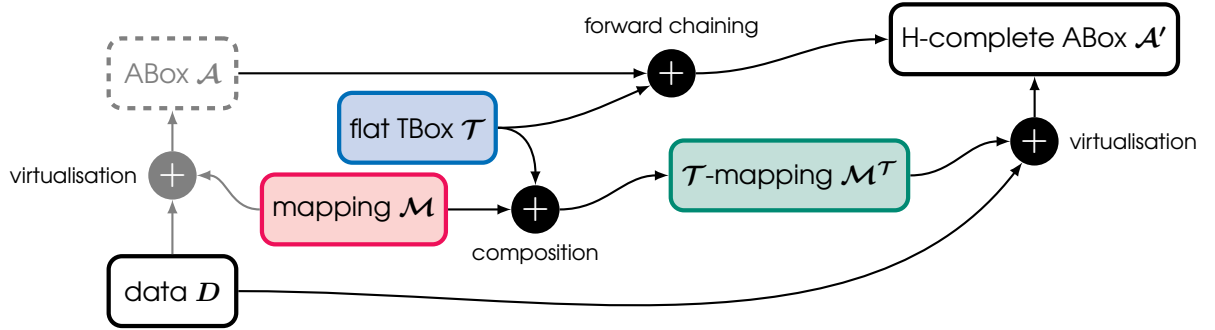 forward chaining
H-complete ABox 𝒜′
ABox 𝒜
+
flat TBox 𝒯
+
virtualisation
virtualisation
+
𝒯-mapping ℳ^𝒯
mapping ℳ
+
composition
data D